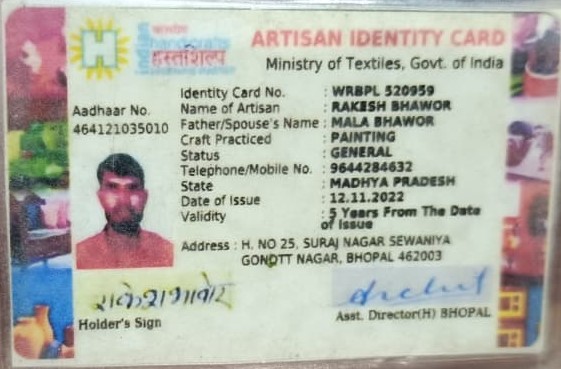 हस्तशिल्प
ARTISAN IDENTITY CARD
Ministry of Textiles, Govt. of India
Aadhaar No.
464121035010
Identity Card No. : WRBPL 520959
Name of Artisan : RAKESH BHAWOR
Father/Spouse's Name : MALA BHAWOR
Craft Practiced : PAINTING
Status : GENERAL
Telephone/Mobile No. : 9644284632
State : MADHYA PRADESH
Date of Issue : 12.11.2022
Validity : 5 Years From The Date
of Issue
Address : H. NO 25, SURAJ NAGAR SEWANIYA
GONDTT NAGAR, BHOPAL 462003
Holder's Sign
Asst. Director(H) BHOPAL